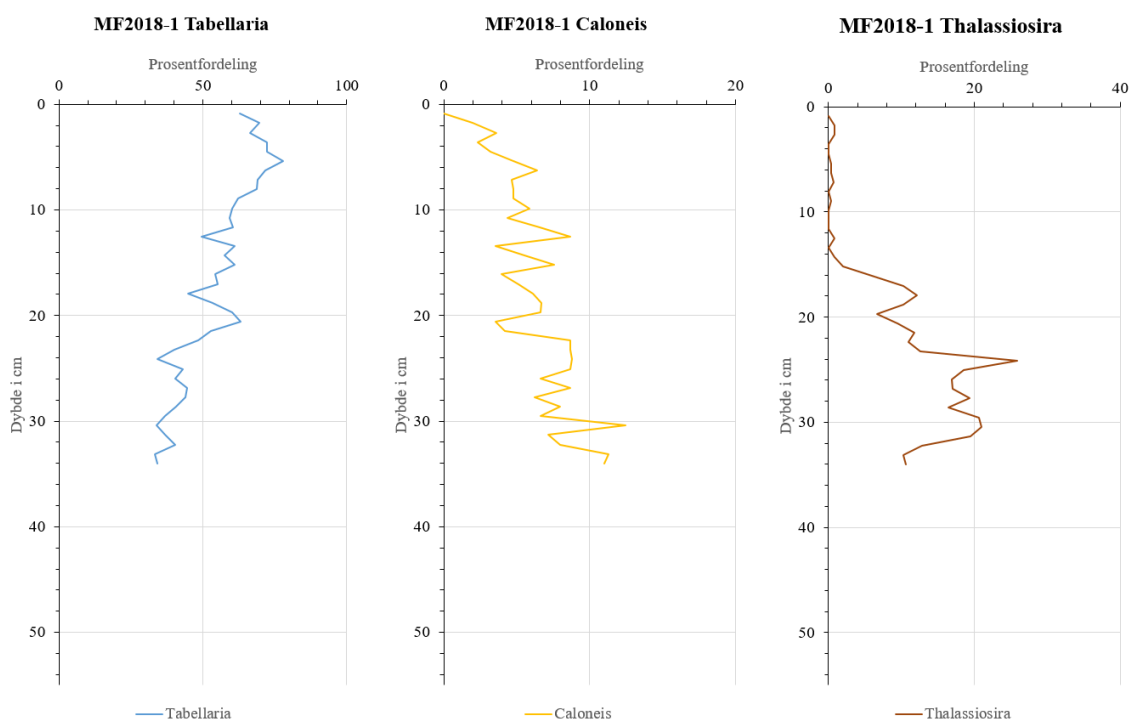 MF2018-1 Tabellaria
Prosentfordeling
0 50 100
0
10
20
30
40
50
Dybde i cm
Tabellaria
MF2018-1 Caloneis
Prosentfordeling
0 10 20
0
10
20
30
40
50
Dybde i cm
Caloneis
MF2018-1 Thalassiosira
Prosentfordeling
0 20 40
0
10
20
30
40
50
Dybde i cm
Thalassiosira